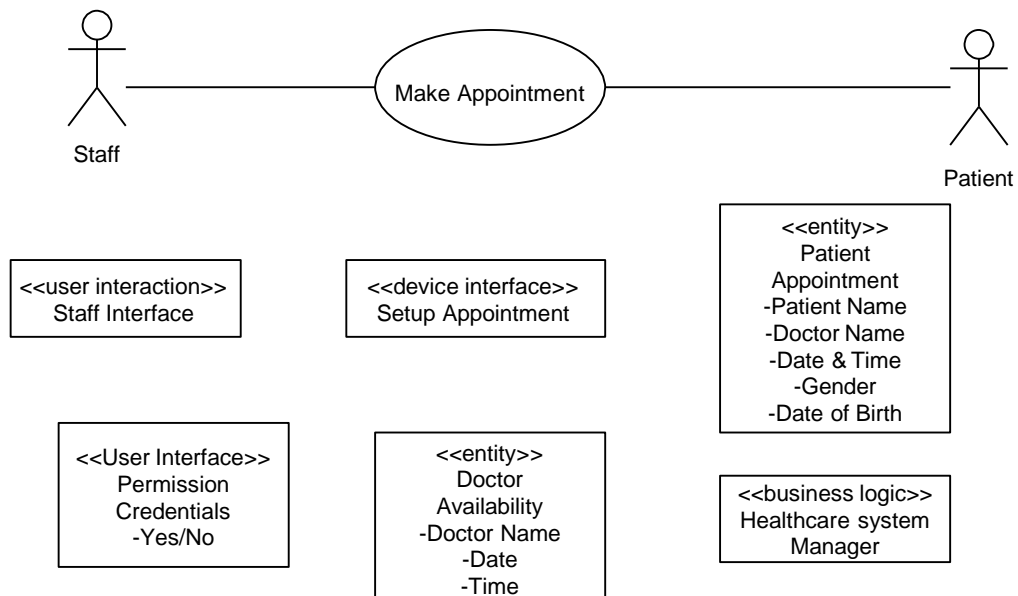 Make Appointment
Staff
Patient
<<user interaction>>
Staff Interface
<<device interface>>
Setup Appointment
<<entity>>
Patient
Appointment
-Patient Name
-Doctor Name
-Date & Time
-Gender
-Date of Birth
<<User Interface>>
Permission
Credentials
-Yes/No
<<entity>>
Doctor
Availability
-Doctor Name
-Date
-Time
<<business logic>>
Healthcare system
Manager